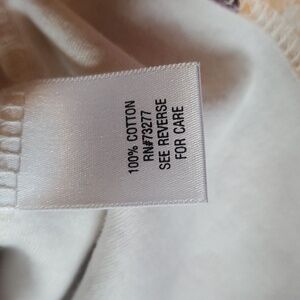 100% COTTON
RN#73277
SEE REVERSE
FOR CARE